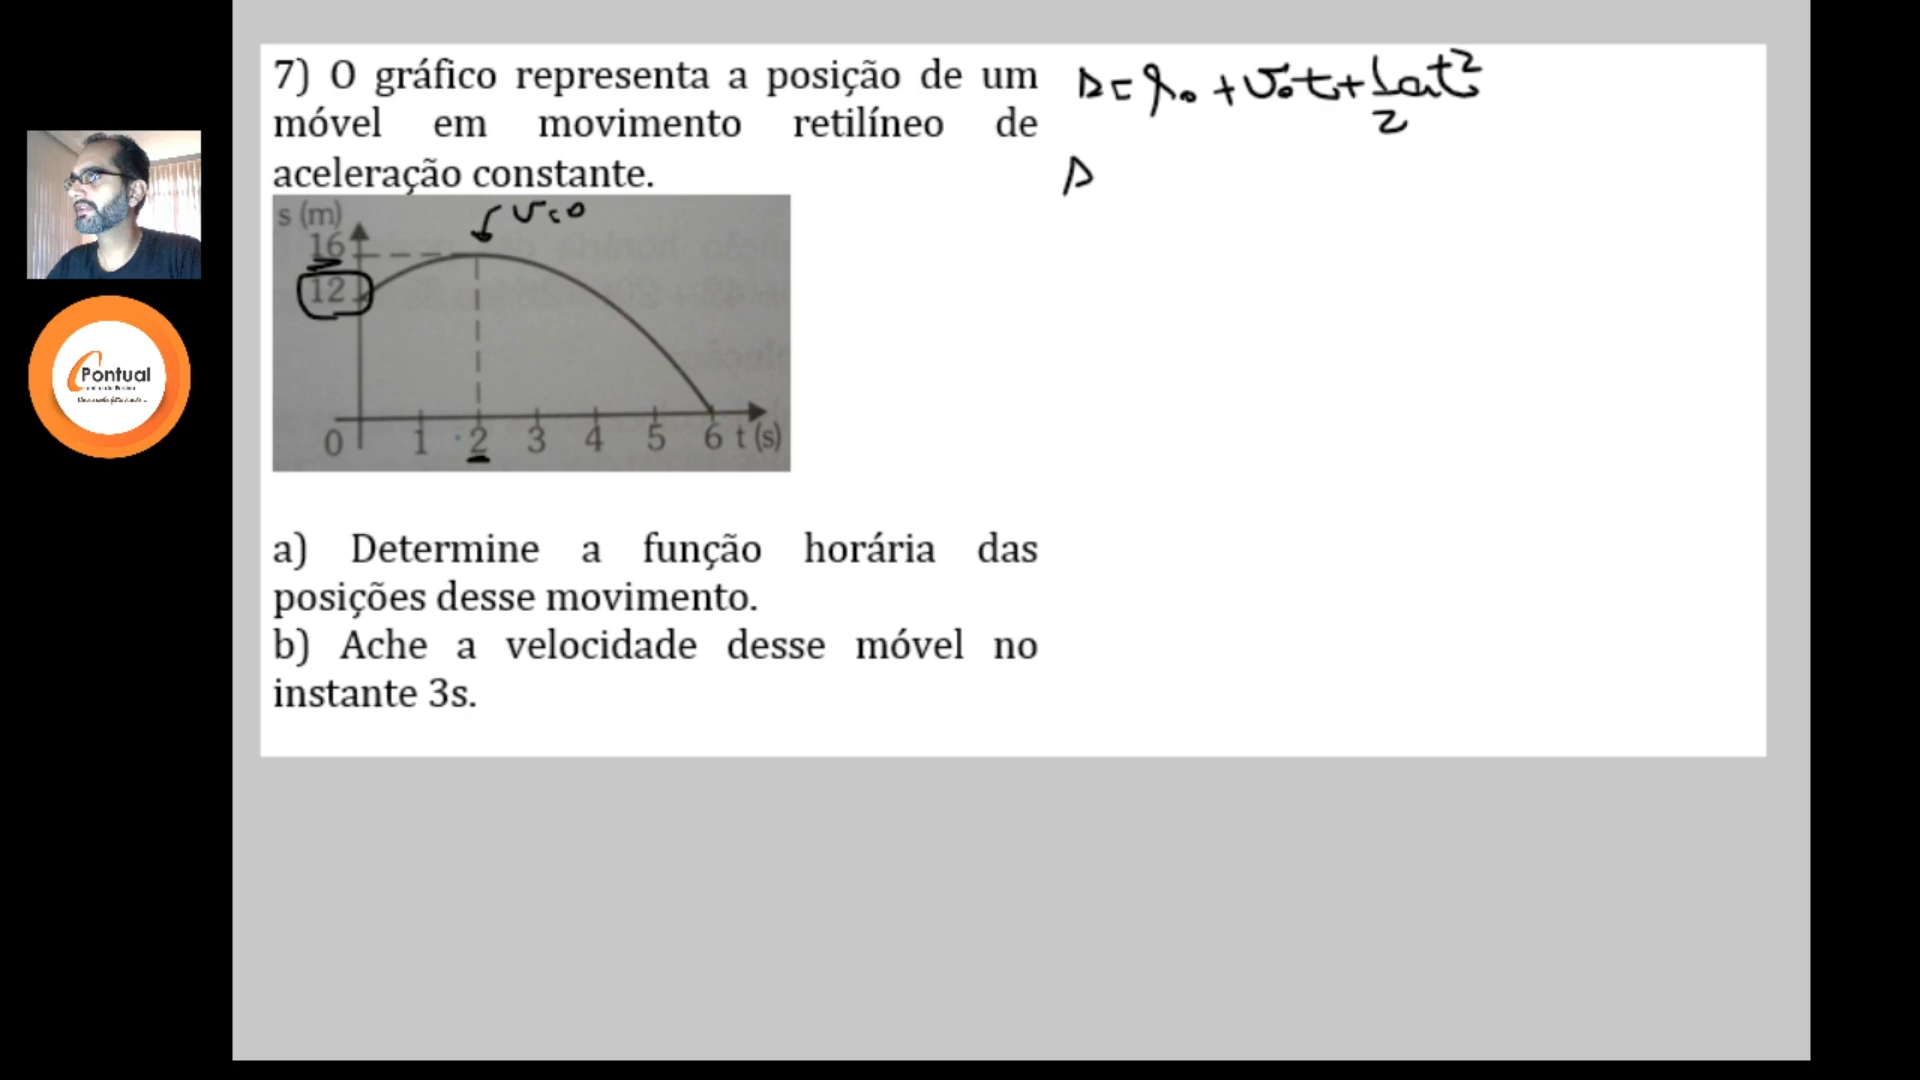 7) O gráfico representa a posição de um
móvel em movimento retilíneo de
aceleração constante.
s (m)
v=0
16
12
0 1 2 3 4 5 6 t (s)
a) Determine a função horária das
posições desse movimento.
b) Ache a velocidade desse móvel no
instante 3s.
s = s₀ + v₀t + 1/2 at²
s
Pontual